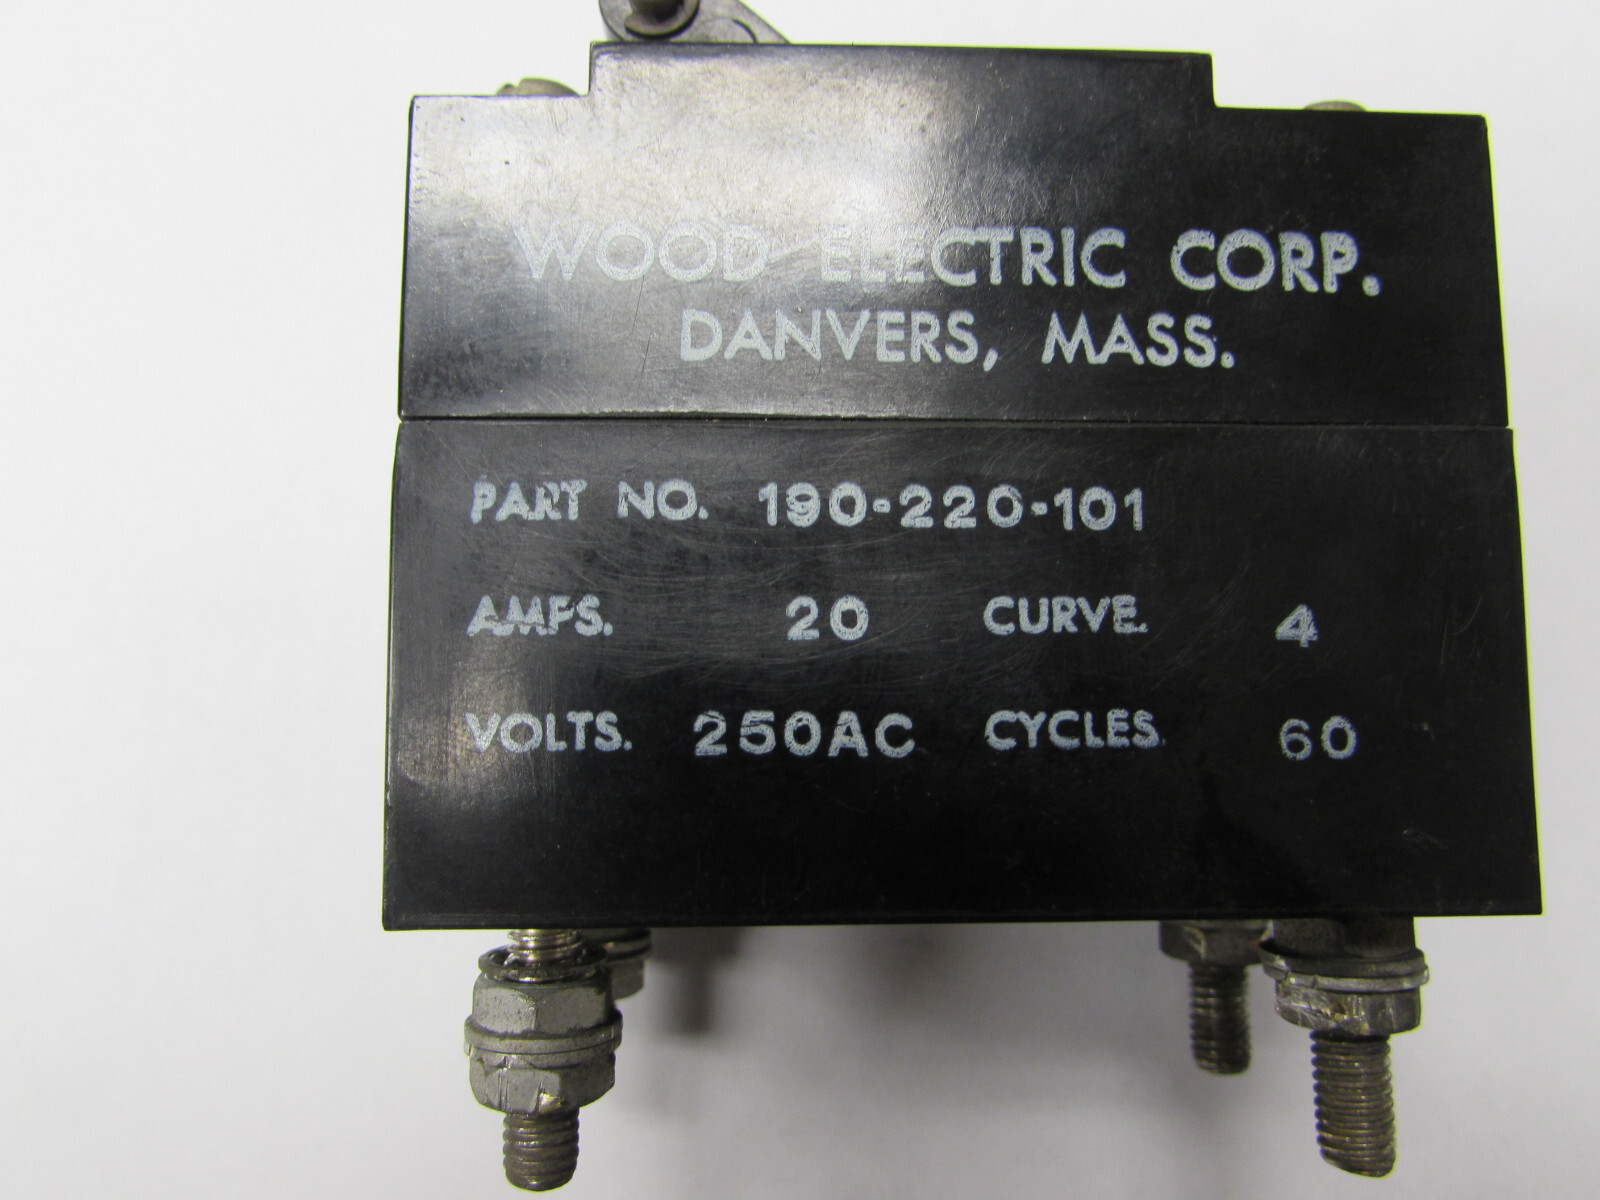 WOOD ELECTRIC CORP.
DANVERS, MASS.
PART NO. 190-220-101
AMPS. 20 CURVE. 4
VOLTS. 250AC CYCLES. 60